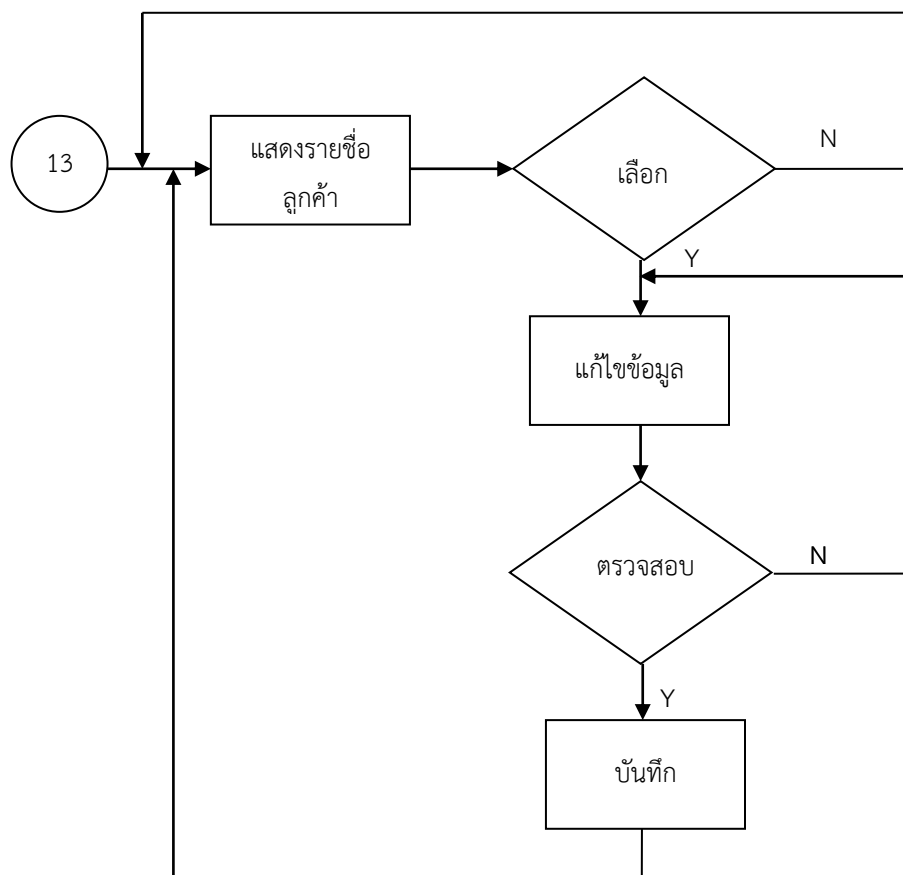 13
แสดงรายชื่อ
ลูกค้า
เลือก
N
Y
แก้ไขข้อมูล
ตรวจสอบ
N
Y
บันทึก